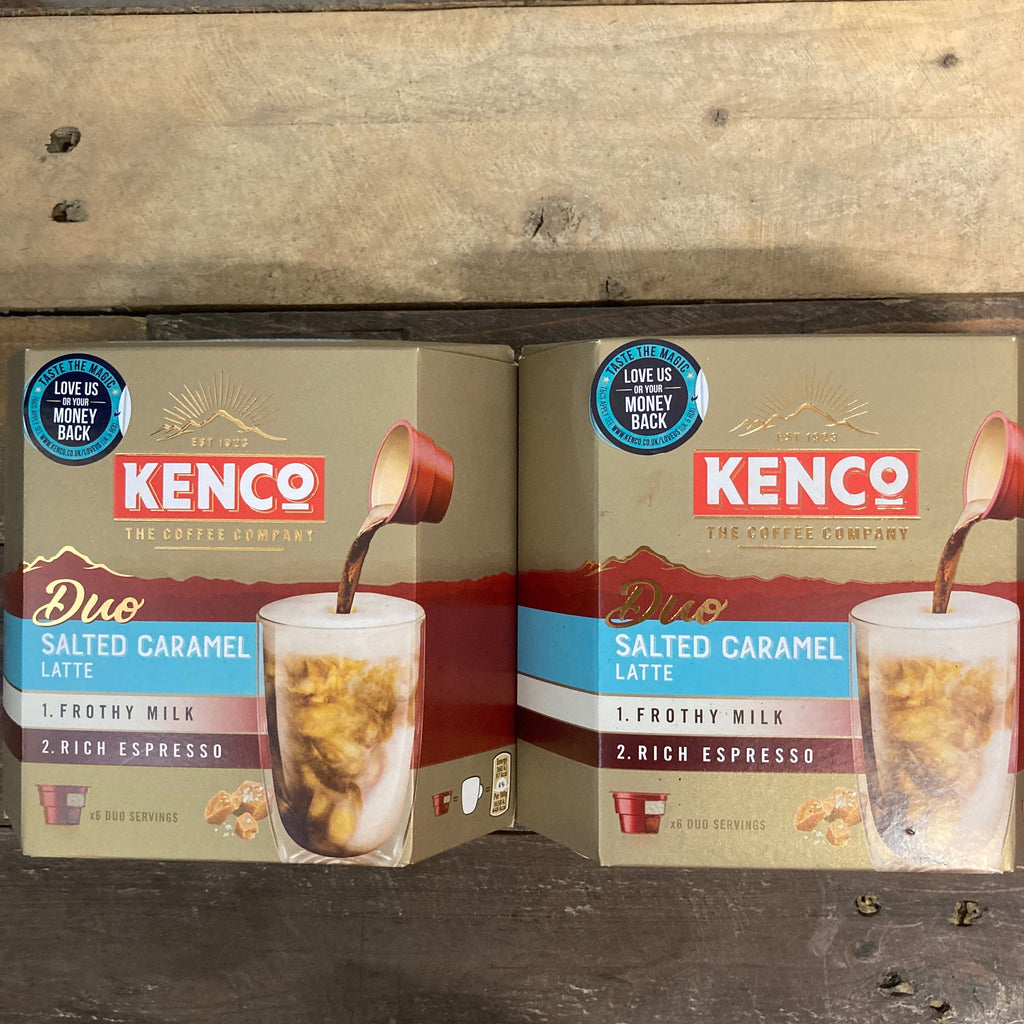 TASTE THE MAGIC
LOVE US
OR YOUR
MONEY
BACK
EST 1923
KENCO
THE COFFEE COMPANY
Duo
SALTED CARAMEL
LATTE
1. FROTHY MILK
2. RICH ESPRESSO
x6 DUO SERVINGS
TASTE THE MAGIC
LOVE US
OR YOUR
MONEY
BACK
EST 1923
KENCO
THE COFFEE COMPANY
Duo
SALTED CARAMEL
LATTE
1. FROTHY MILK
2. RICH ESPRESSO
x6 DUO SERVINGS